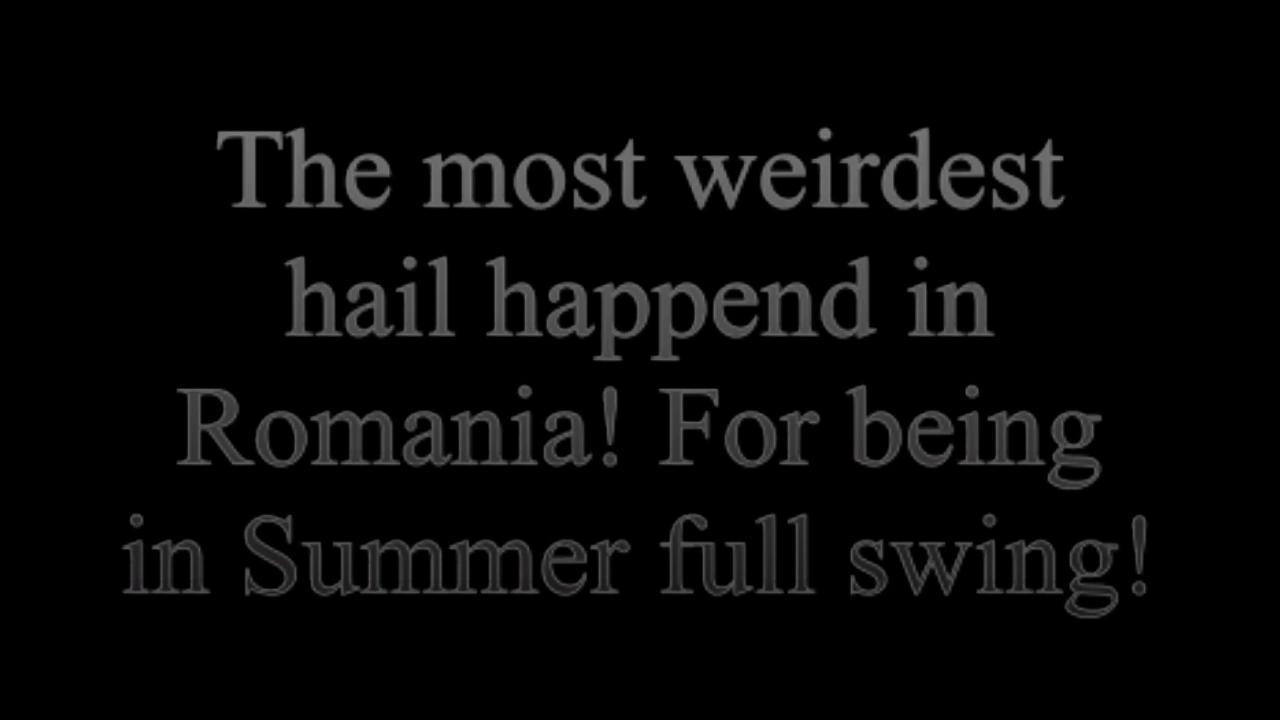 The most weirdest
hail happend in
Romania! For being
in Summer full swing!